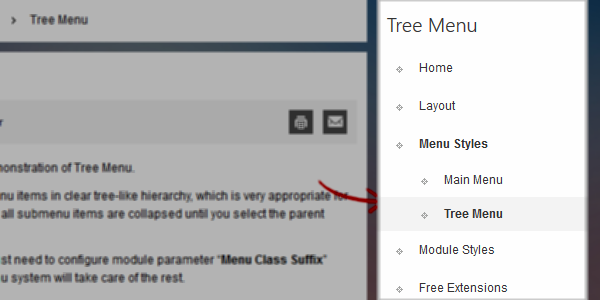 Tree Menu
r
nonstration of Tree Menu.
nu items in clear tree-like hierarchy, which is very appropriate for
all submenu items are collapsed until you select the parent
st need to configure module parameter "Menu Class Suffix"
u system will take care of the rest.
Tree Menu
Home
Layout
Menu Styles
Main Menu
Tree Menu
Module Styles
Free Extensions